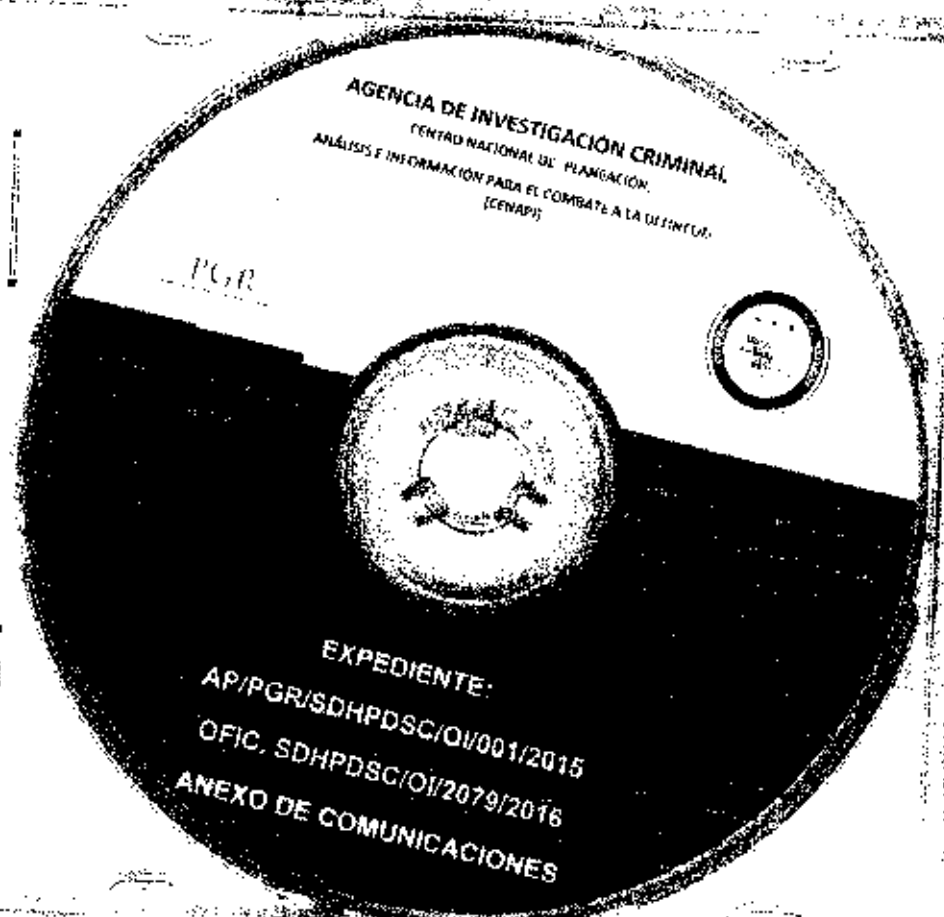 AGENCIA DE INVESTIGACIÓN CRIMINAL
CENTRO NACIONAL DE PLANEACIÓN,
ANÁLISIS E INFORMACIÓN PARA EL COMBATE A LA DELINCUENCIA
(CENAPI)
PGR
EXPEDIENTE:
AP/PGR/SDHPDSC/OI/001/2015
OFIC. SDHPDSC/OI/2079/2016
ANEXO DE COMUNICACIONES